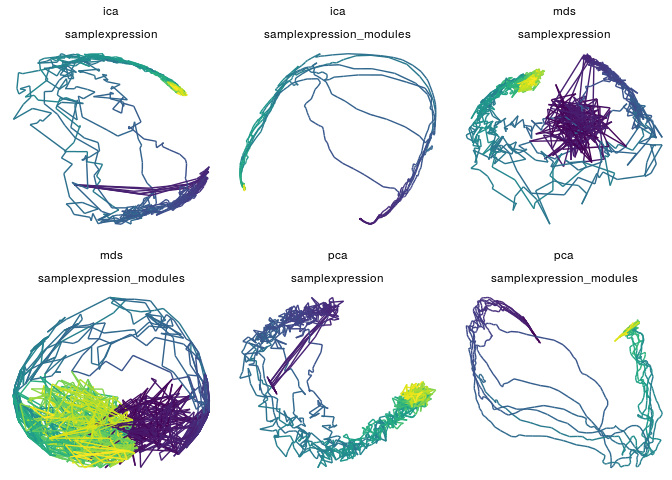 ica
samplexpression
ica
samplexpression_modules
mds
samplexpression
mds
samplexpression_modules
pca
samplexpression
pca
samplexpression_modules